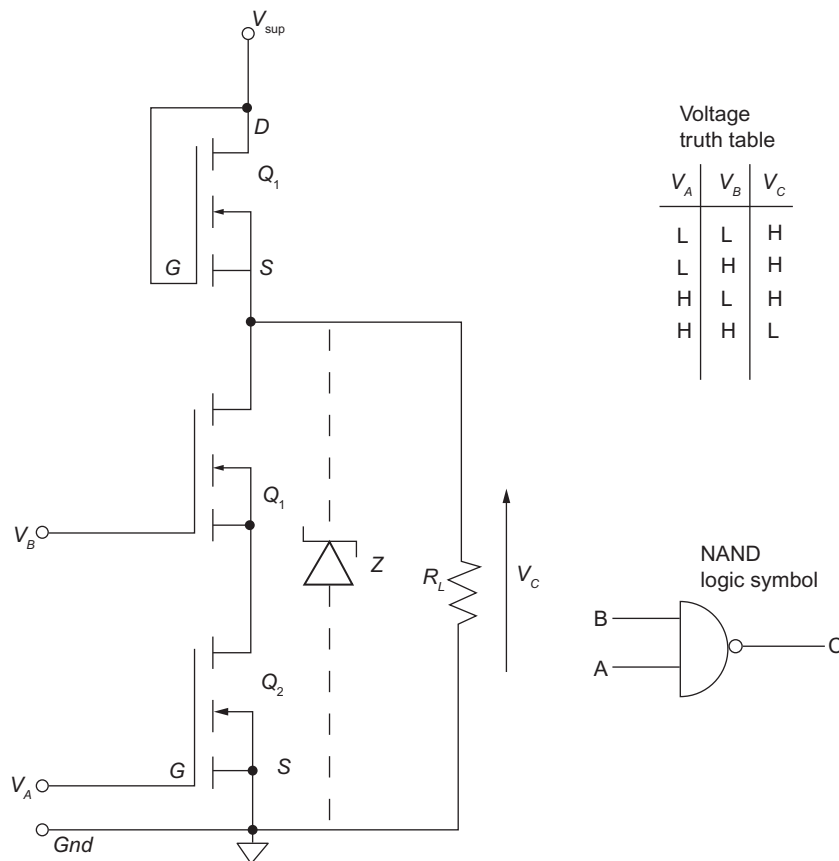 V_sup
D
Q_1
G
S
V_B
Q_1
Z
R_L
V_C
Q_2
G
S
V_A
Gnd
Voltage
truth table
V_A V_B V_C
L L H
L H H
H L H
H H L
NAND
logic symbol
B
A
C